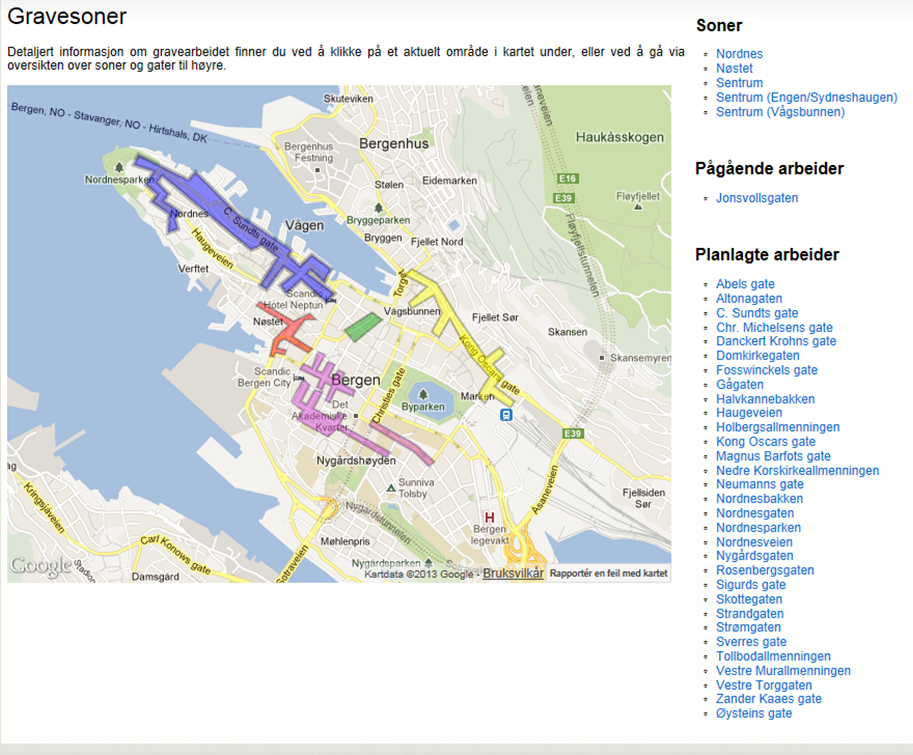 Gravesoner
Detaljert informasjon om gravearbeidet finner du ved å klikke på et aktuelt område i kartet under, eller ved å gå via
oversikten over soner og gater til høyre.
Bergen, NO - Stavanger, NO - Hirtshals, DK
Skuteviken
Bergenhus
Bergenhus
Festning
Haukåsskogen
Nordnesparken
Stølen
Eidemarken
E16
E39
Fløyfjellet
Nordnes
C. Sundts gate
Vågen
Bryggeparken
Bryggen
Fjellet Nord
Fløyfjellstunnelen
Haugeveien
Verftet
Torget
Scandic
Hotel Neptun
Nøstet
Vågsbunnen
Fjellet Sør
Skansen
Skansemyren
Kong Oscars gate
Scandic
Bergen City
Bergen
Christies gate
Byparken
Marken
Det
Akademiske
Kvarter
E39
Nygårdshøyden
Sunniva
Tolsby
Åsaneveien
Fjellsiden
Sør
Kringsjåveien
Nygårdstunnelen
H
Bergen
legevakt
Carl Konows gate
Møhlenpris
Damsgård
Nygårdsparken
Google
Kartdata ©2013 Google - Bruksvilkår
Rapportér en feil med kartet
Soner
Nordnes
Nøstet
Sentrum
Sentrum (Engen/Sydneshaugen)
Sentrum (Vågsbunnen)
Pågående arbeider
Jonsvollsgaten
Planlagte arbeider
Abels gate
Altonagaten
C. Sundts gate
Chr. Michelsens gate
Danckert Krohns gate
Domkirkegaten
Fosswinckels gate
Gågaten
Halvkannebakken
Haugeveien
Holbergsallmenningen
Kong Oscars gate
Magnus Barfots gate
Nedre Korskirkeallmenningen
Neumanns gate
Nordnesbakken
Nordnesgaten
Nordnesparken
Nordnesveien
Nygårdsgaten
Rosenbergsgaten
Sigurds gate
Skottegaten
Strandgaten
Strømgaten
Sverres gate
Tollbodallmenningen
Vestre Murallmenningen
Vestre Torggaten
Zander Kaaes gate
Øysteins gate